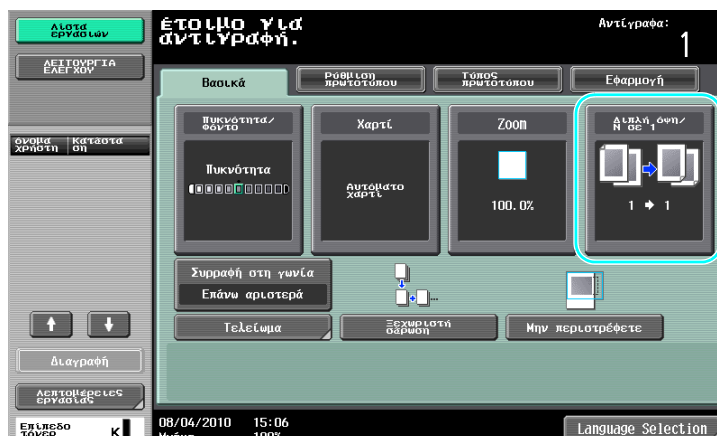 Λίστα
εργασιών
ΛΕΙΤΟΥΡΓΙΑ
ΕΛΕΓΧΟΥ
όνομα
χρήστη
Κατάστα
ση
Διαγραφή
Λεπτομέρειες
εργασίας
Επίπεδο
τόνερ
K
έτοιμο για
αντιγραφή.
Αντίγραφα:
1
Βασικά
Ρύθμιση
πρωτοτύπου
Τύπος
πρωτοτύπου
Εφαρμογή
Πυκνότητα/
Φόντο
Πυκνότητα
Χαρτί
Αυτόματο
χαρτί
Zoom
100.0%
Διπλή όψη/
N σε 1
1 ➧ 1
Συρραφή στη γωνία
Επάνω αριστερά
Τελείωμα
Ξεχωριστή
σάρωση
Μην περιστρέφετε
08/04/2010 15:06
Μνήμη 100%
Language Selection